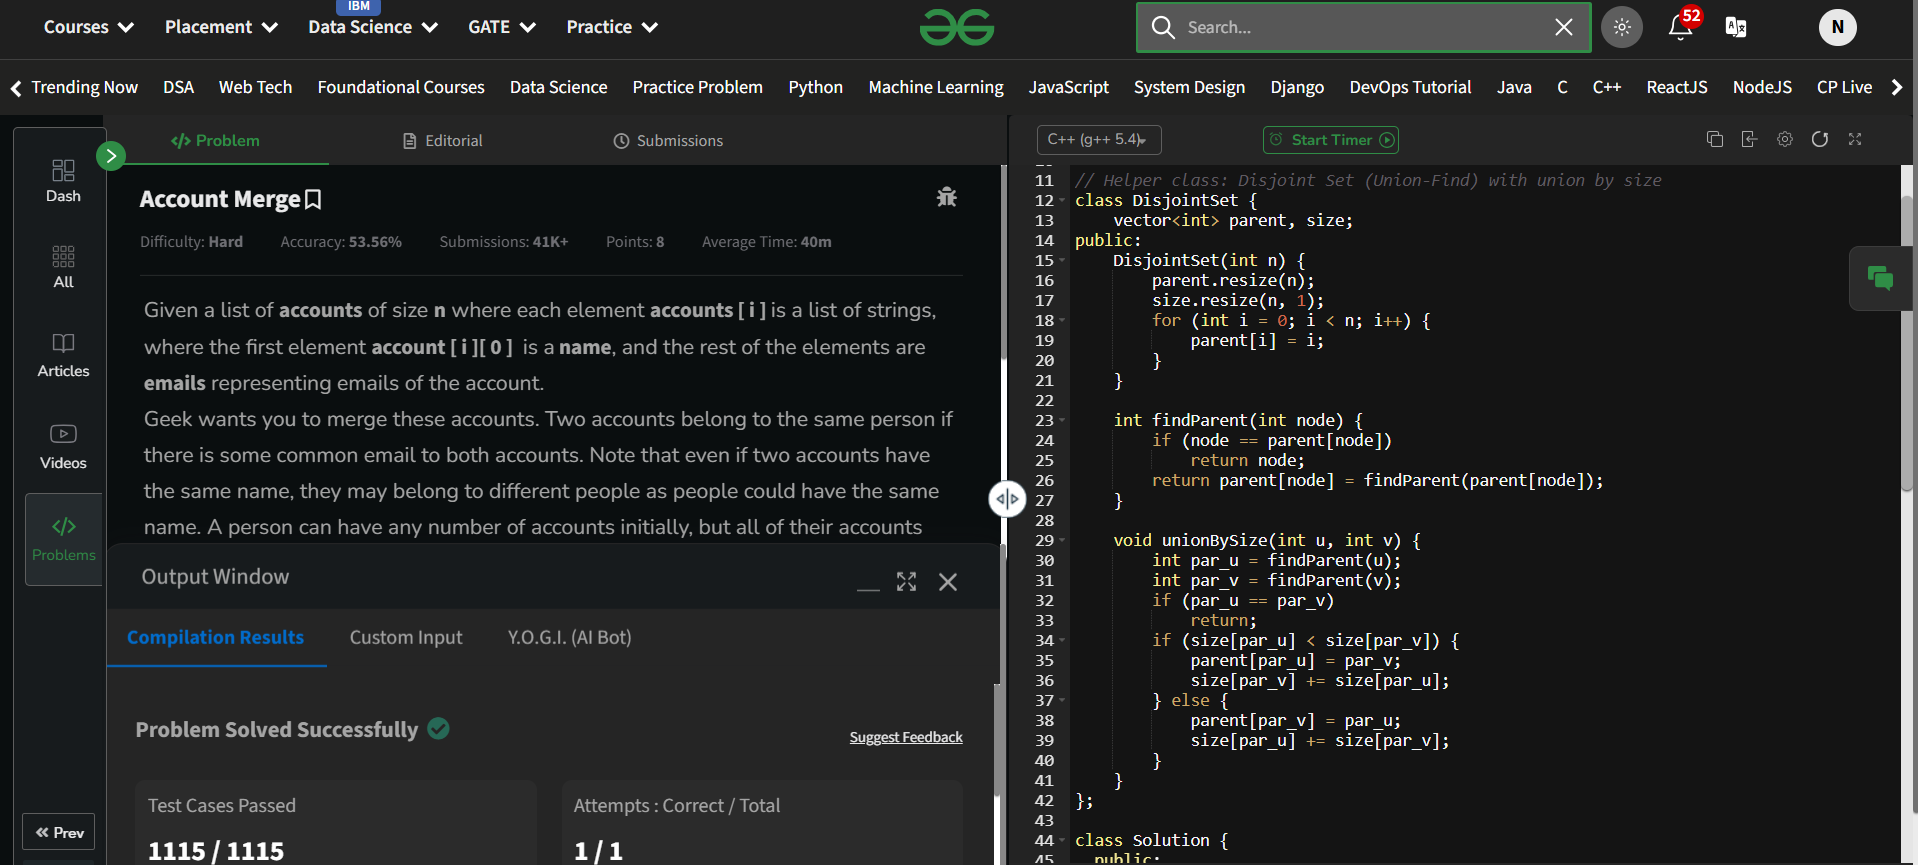 IBM
Courses Placement Data Science GATE Practice Search... 52 N
Trending Now DSA Web Tech Foundational Courses Data Science Practice Problem Python Machine Learning JavaScript System Design Django DevOps Tutorial Java C C++ ReactJS NodeJS CP Live
Dash
All
Articles
Videos
</>
Problems
Prev
</> Problem Editorial Submissions
Account Merge
Difficulty: Hard Accuracy: 53.56% Submissions: 41K+ Points: 8 Average Time: 40m
Given a list of accounts of size n where each element accounts [ i ] is a list of strings,
where the first element account [ i ][ 0 ] is a name, and the rest of the elements are
emails representing emails of the account.
Geek wants you to merge these accounts. Two accounts belong to the same person if
there is some common email to both accounts. Note that even if two accounts have
the same name, they may belong to different people as people could have the same
name. A person can have any number of accounts initially, but all of their accounts
Output Window
Compilation Results Custom Input Y.O.G.I. (AI Bot)
Problem Solved Successfully
Suggest Feedback
Test Cases Passed
1115 / 1115
Attempts : Correct / Total
1 / 1
C++ (g++ 5.4) Start Timer
11 // Helper class: Disjoint Set (Union-Find) with union by size
12 class DisjointSet {
13 vector<int> parent, size;
14 public:
15 DisjointSet(int n) {
16 parent.resize(n);
17 size.resize(n, 1);
18 for (int i = 0; i < n; i++) {
19 parent[i] = i;
20 }
21 }
22
23 int findParent(int node) {
24 if (node == parent[node])
25 return node;
26 return parent[node] = findParent(parent[node]);
27 }
28
29 void unionBySize(int u, int v) {
30 int par_u = findParent(u);
31 int par_v = findParent(v);
32 if (par_u == par_v)
33 return;
34 if (size[par_u] < size[par_v]) {
35 parent[par_u] = par_v;
36 size[par_v] += size[par_u];
37 } else {
38 parent[par_v] = par_u;
39 size[par_u] += size[par_v];
40 }
41 }
42 };
43
44 class Solution {
45 public: